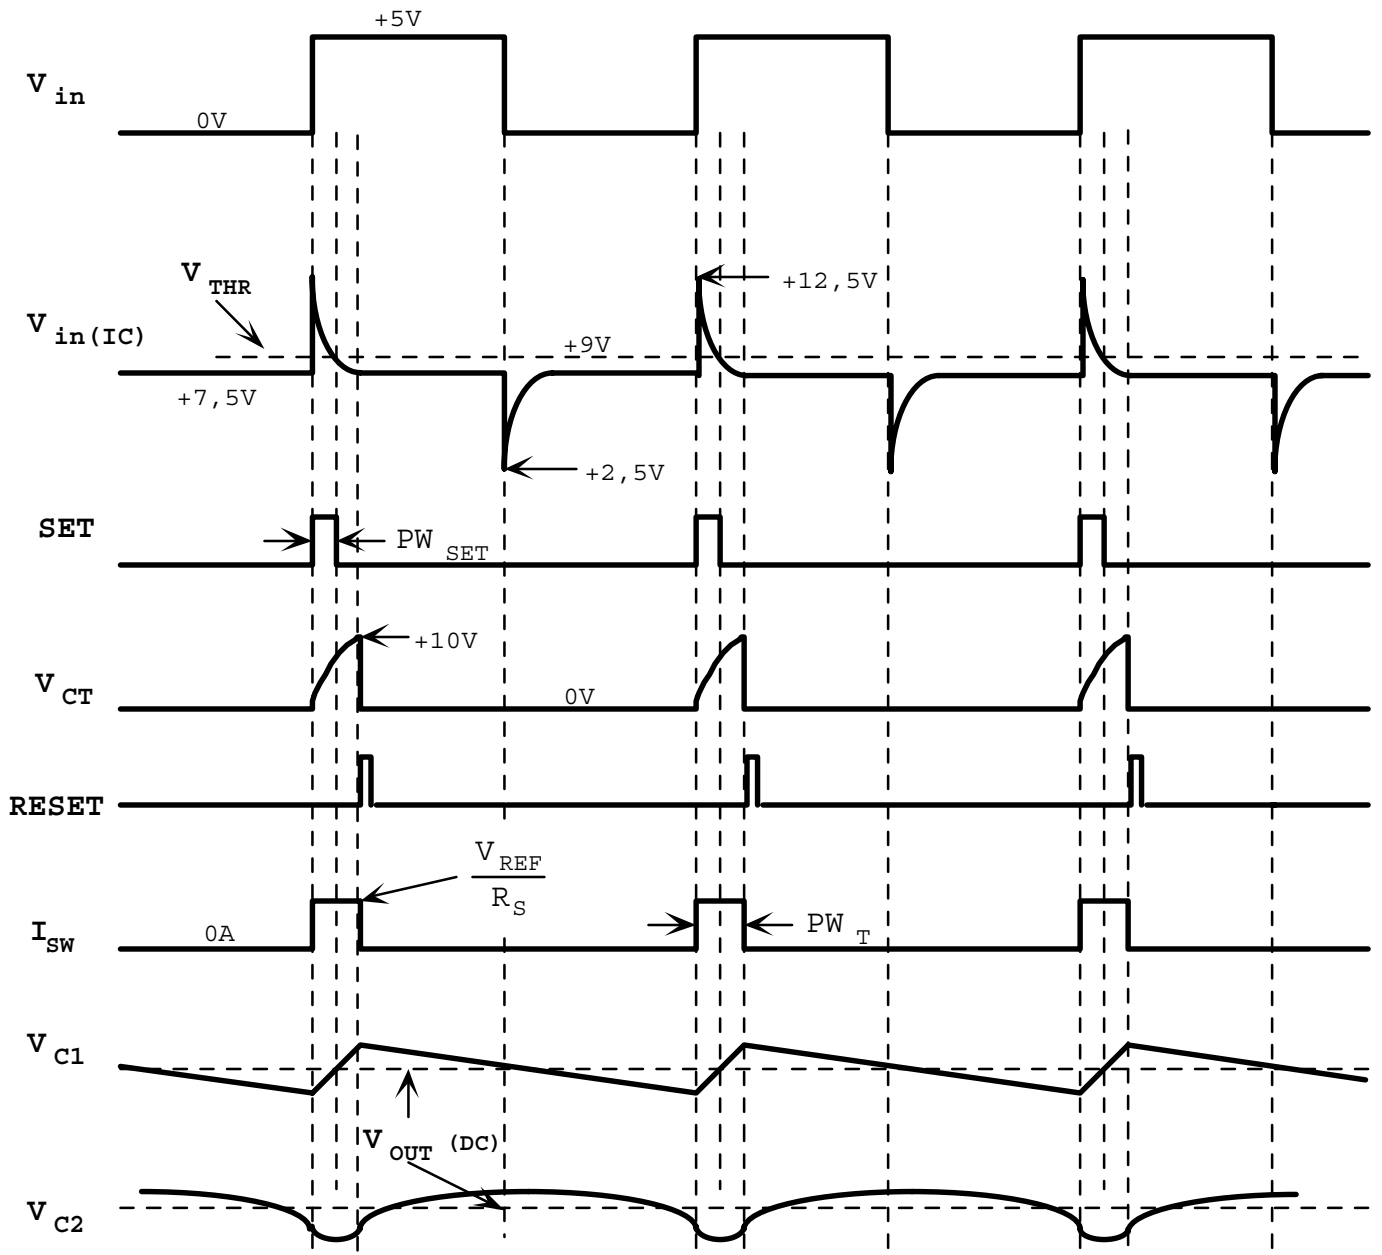 +5V
V in
0V
V THR
+12,5V
V in(IC)
+9V
+7,5V
+2,5V
SET
PW SET
+10V
V CT
0V
RESET
V REF
R S
I SW
0A
PW T
V C1
V OUT (DC)
V C2